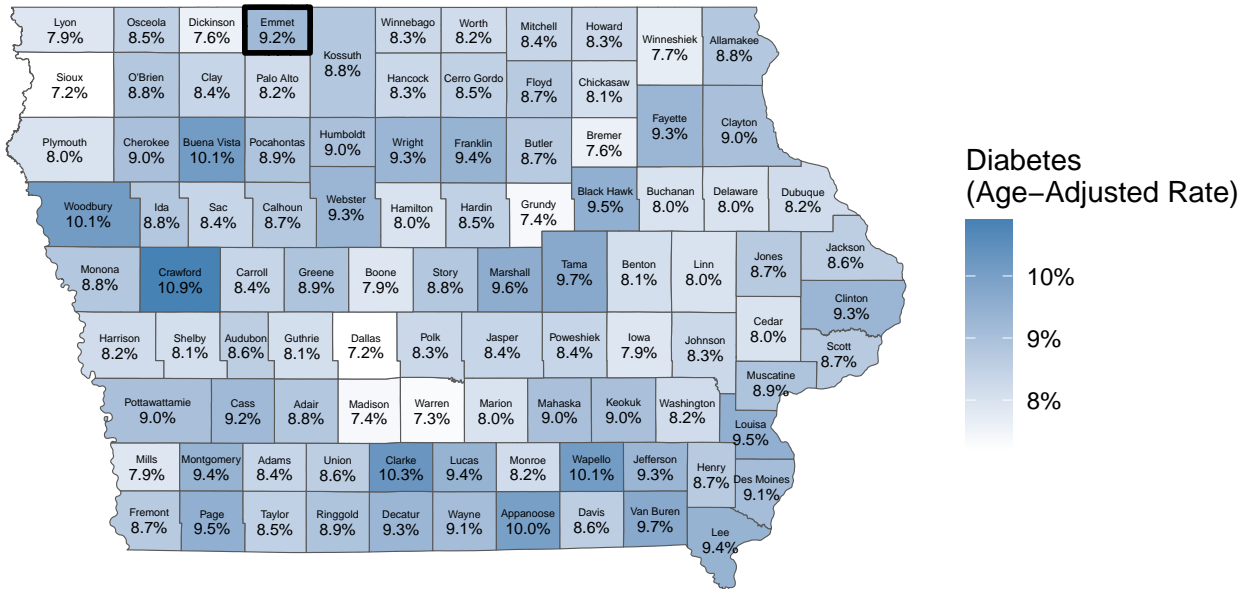 Lyon
7.9%
Osceola
8.5%
Dickinson
7.6%
Emmet
9.2%
Winnebago
8.3%
Worth
8.2%
Mitchell
8.4%
Howard
8.3%
Winneshiek
7.7%
Allamakee
8.8%
Kossuth
8.8%
Sioux
7.2%
O'Brien
8.8%
Clay
8.4%
Palo Alto
8.2%
Hancock
8.3%
Cerro Gordo
8.5%
Floyd
8.7%
Chickasaw
8.1%
Fayette
9.3%
Clayton
9.0%
Plymouth
8.0%
Cherokee
9.0%
Buena Vista
10.1%
Pocahontas
8.9%
Humboldt
9.0%
Wright
9.3%
Franklin
9.4%
Butler
8.7%
Bremer
7.6%
Woodbury
10.1%
Ida
8.8%
Sac
8.4%
Calhoun
8.7%
Webster
9.3%
Hamilton
8.0%
Hardin
8.5%
Grundy
7.4%
Black Hawk
9.5%
Buchanan
8.0%
Delaware
8.0%
Dubuque
8.2%
Monona
8.8%
Crawford
10.9%
Carroll
8.4%
Greene
8.9%
Boone
7.9%
Story
8.8%
Marshall
9.6%
Tama
9.7%
Benton
8.1%
Linn
8.0%
Jones
8.7%
Jackson
8.6%
Clinton
9.3%
Harrison
8.2%
Shelby
8.1%
Audubon
8.6%
Guthrie
8.1%
Dallas
7.2%
Polk
8.3%
Jasper
8.4%
Poweshiek
8.4%
Iowa
7.9%
Johnson
8.3%
Cedar
8.0%
Scott
8.7%
Muscatine
8.9%
Pottawattamie
9.0%
Cass
9.2%
Adair
8.8%
Madison
7.4%
Warren
7.3%
Marion
8.0%
Mahaska
9.0%
Keokuk
9.0%
Washington
8.2%
Louisa
9.5%
Mills
7.9%
Montgomery
9.4%
Adams
8.4%
Union
8.6%
Clarke
10.3%
Lucas
9.4%
Monroe
8.2%
Wapello
10.1%
Jefferson
9.3%
Henry
8.7%
Des Moines
9.1%
Fremont
8.7%
Page
9.5%
Taylor
8.5%
Ringgold
8.9%
Decatur
9.3%
Wayne
9.1%
Appanoose
10.0%
Davis
8.6%
Van Buren
9.7%
Lee
9.4%
Diabetes
(Age−Adjusted Rate)
10%
9%
8%